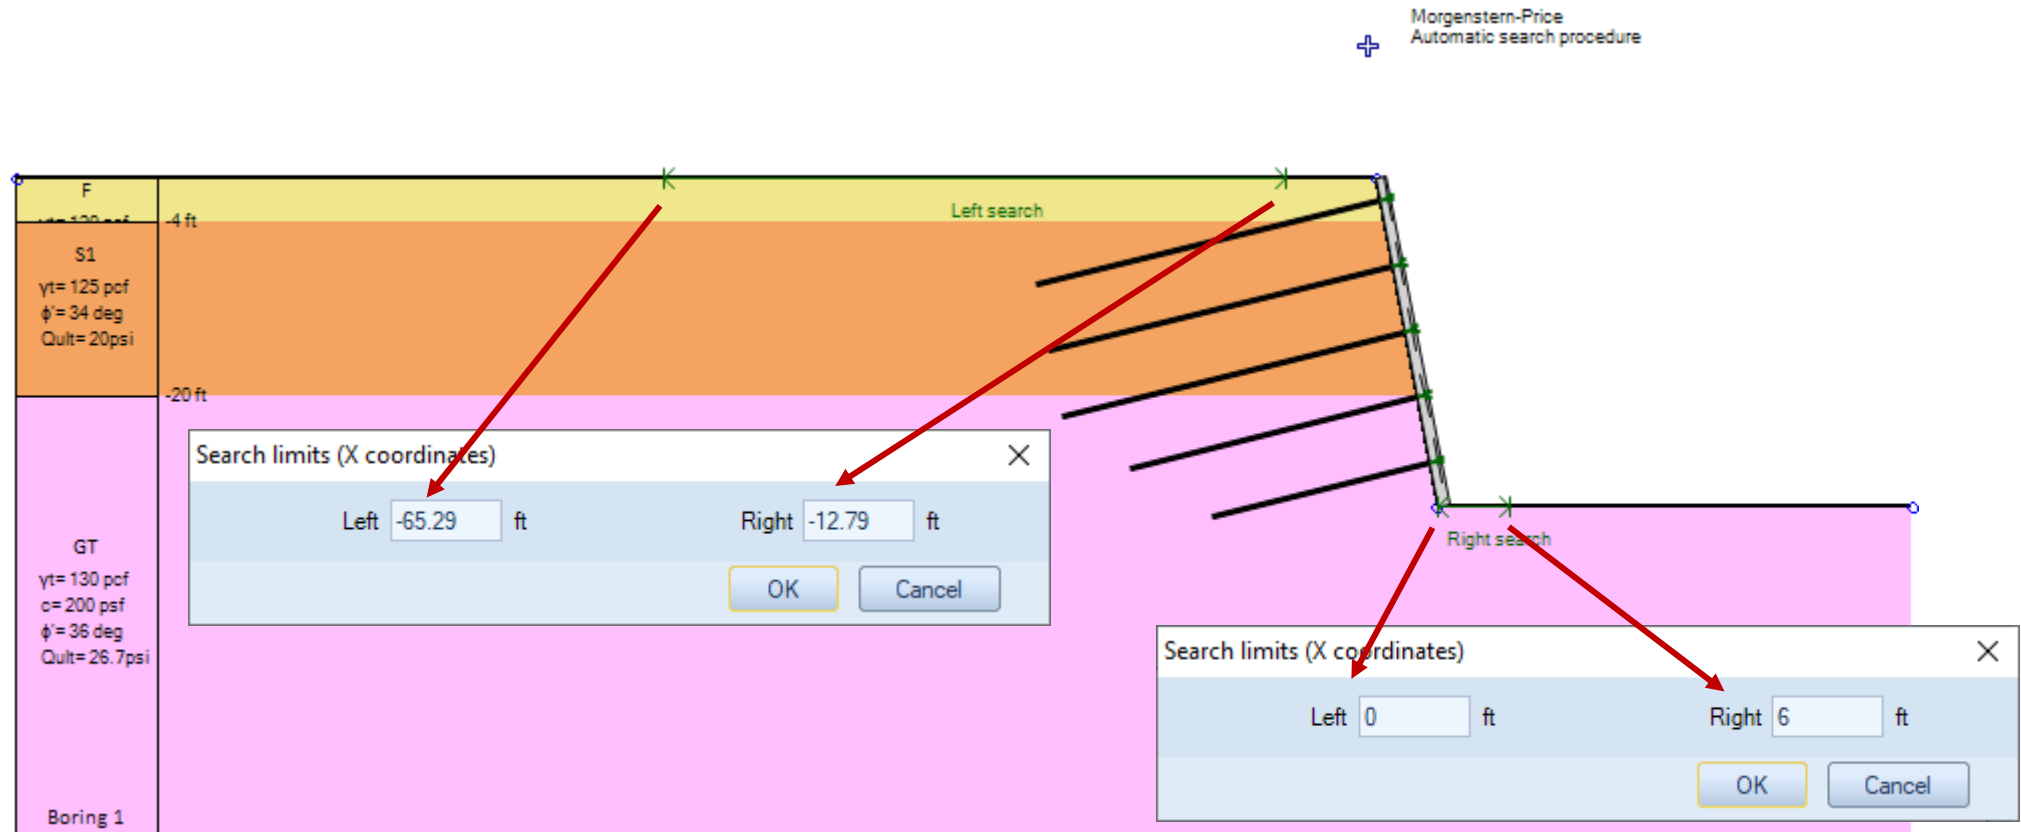 Morgenstern-Price
Automatic search procedure
F
-4 ft
Left search
S1
γt= 125 pcf
ϕ'= 34 deg
Qult= 20psi
-20 ft
Search limits (X coordinates)
Left -65.29 ft Right -12.79 ft
OK Cancel
GT
γt= 130 pcf
c= 200 psf
ϕ'= 36 deg
Qult= 26.7psi
Right search
Search limits (X coordinates)
Left 0 ft Right 6 ft
OK Cancel
Boring 1